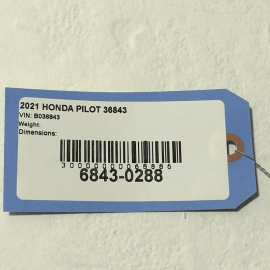 2021 HONDA PILOT 36843
VIN: B036843
Weight:
Dimensions:
6843-0288